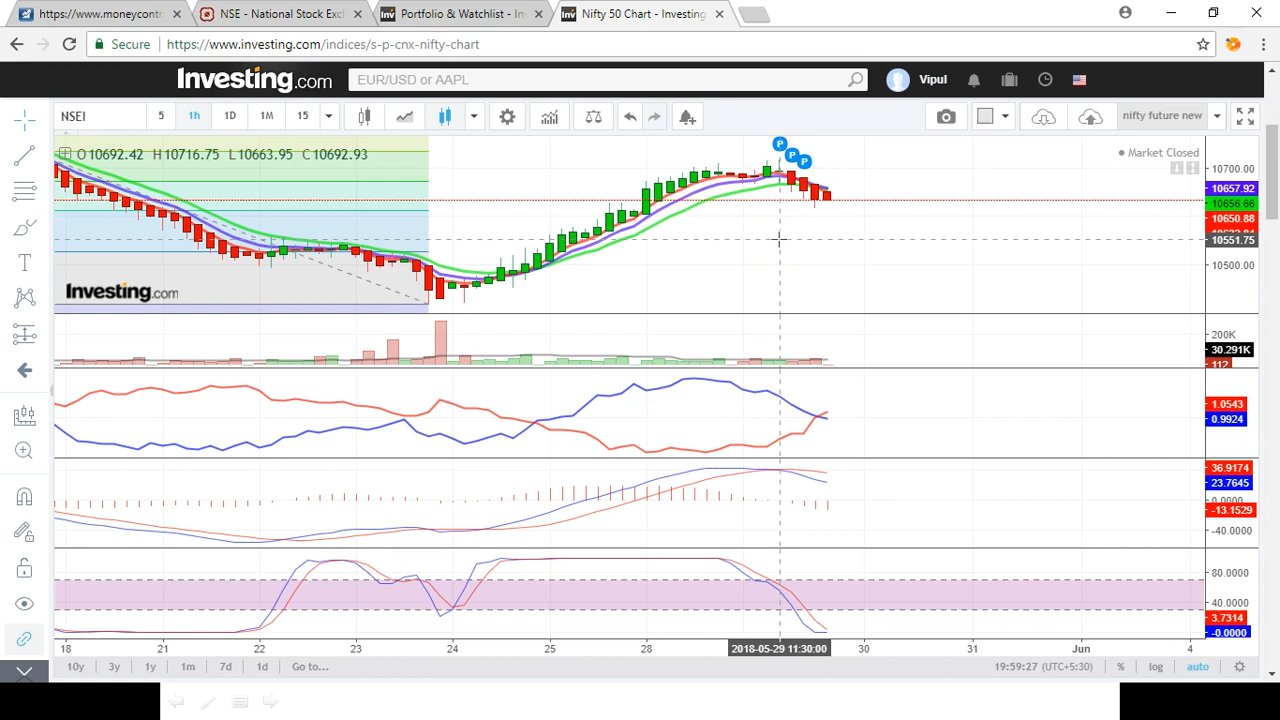 https://www.moneycontr
NSE - National Stock Exch
Portfolio & Watchlist - In
Nifty 50 Chart - Investing
Secure
https://www.investing.com/indices/s-p-cnx-nifty-chart
Investing.com
EUR/USD or AAPL
Vipul
NSEI
5
1h
1D
1M
15
nifty future new
O10692.42 H10716.75 L10663.95 C10692.93
Market Closed
P
P
P
10700.00
10657.92
10656.66
10650.88
10551.75
10500.00
Investing.com
200K
30.291K
112
1.0543
0.9924
36.9174
23.7645
0.0000
-13.1529
-40.0000
80.0000
40.0000
3.7314
-0.0000
18
22
23
24
25
28
2018-05-29 11:30:00
30
31
Jun
4
10y
3y
1y
1m
7d
1d
Go to...
19:59:27 (UTC+5:30)
%
log
auto